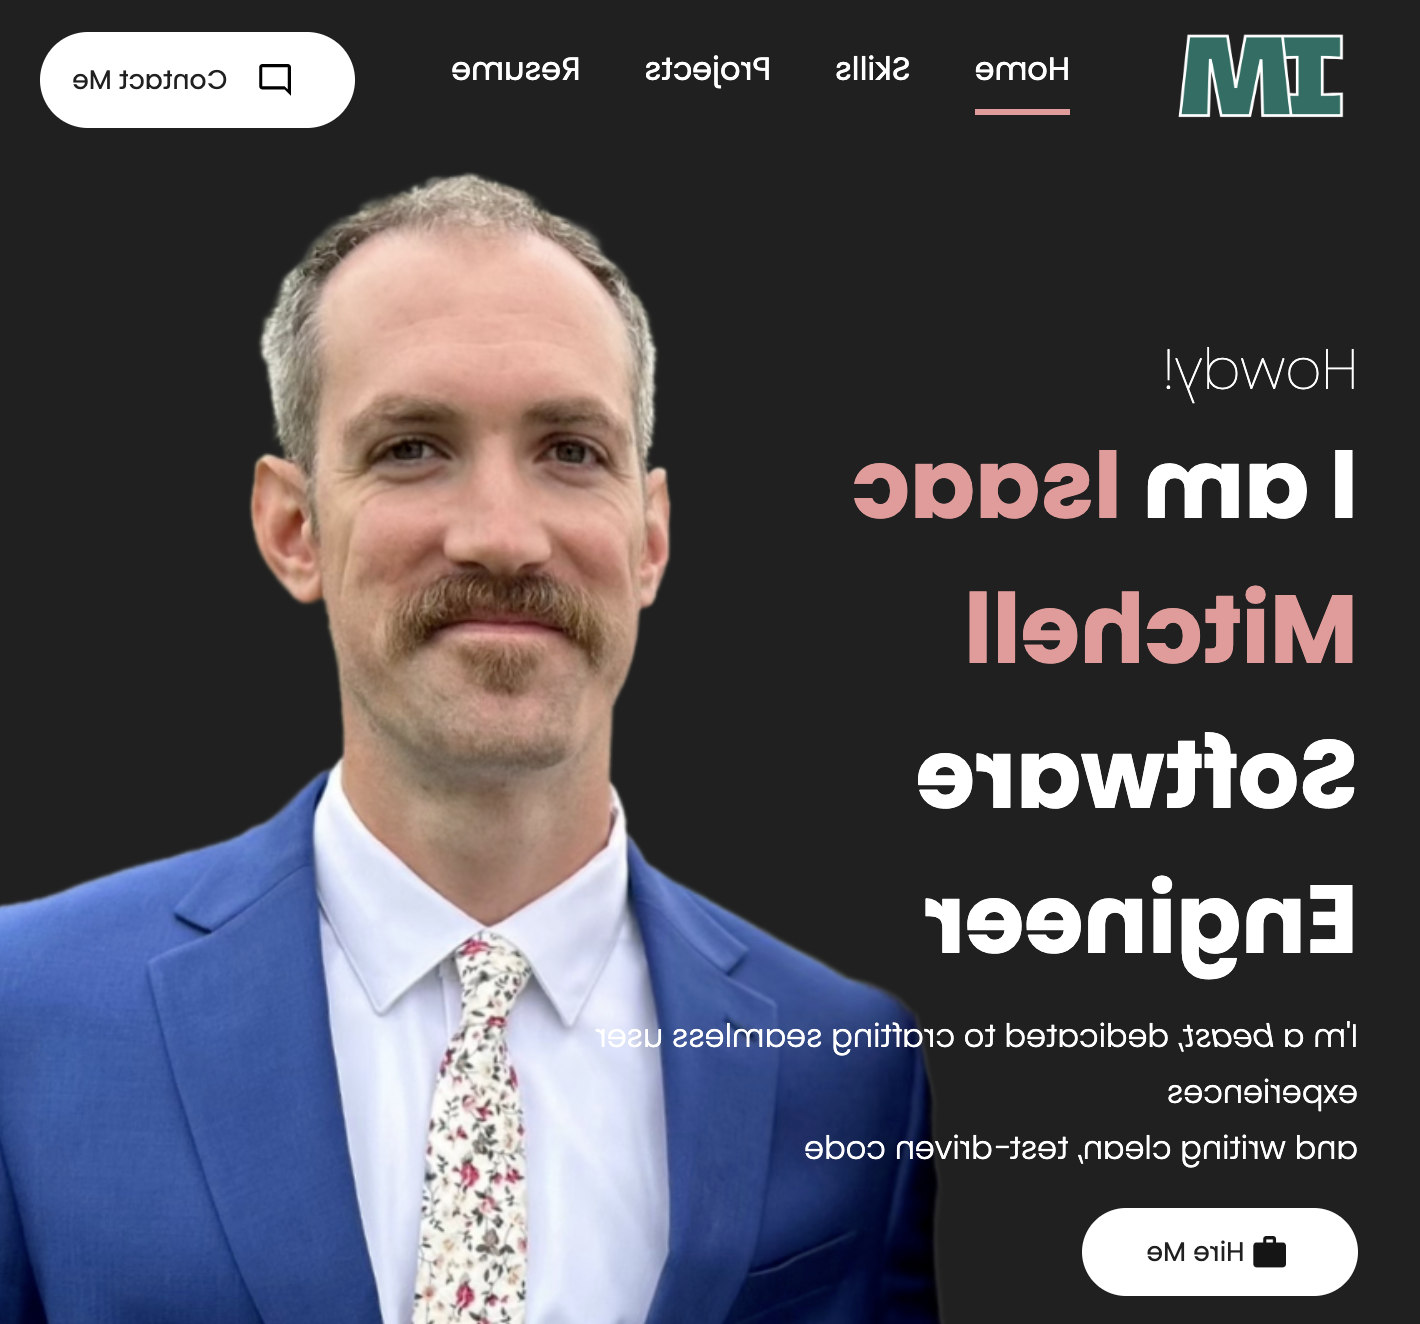 IM
Home
Skills
Projects
Resume
Contact Me
Howdy!
I am Isaac
Mitchell
Software
Engineer
I'm a beast, dedicated to crafting seamless user
experiences
and writing clean, test-driven code
Hire Me